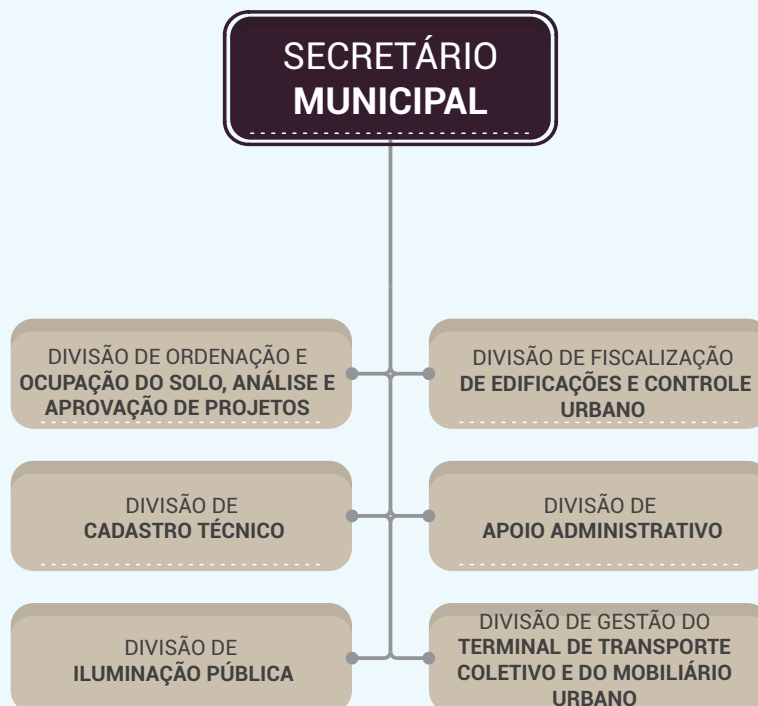 SECRETÁRIO
MUNICIPAL
DIVISÃO DE ORDENAÇÃO E
OCUPAÇÃO DO SOLO, ANÁLISE E
APROVAÇÃO DE PROJETOS
DIVISÃO DE FISCALIZAÇÃO
DE EDIFICAÇÕES E CONTROLE
URBANO
DIVISÃO DE
CADASTRO TÉCNICO
DIVISÃO DE
APOIO ADMINISTRATIVO
DIVISÃO DE
ILUMINAÇÃO PÚBLICA
DIVISÃO DE GESTÃO DO
TERMINAL DE TRANSPORTE
COLETIVO E DO MOBILIÁRIO
URBANO